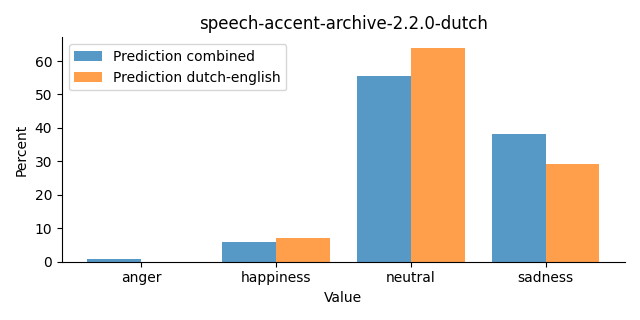 speech-accent-archive-2.2.0-dutch
Prediction combined
Prediction dutch-english
Percent
60
50
40
30
20
10
0
anger happiness neutral sadness
Value